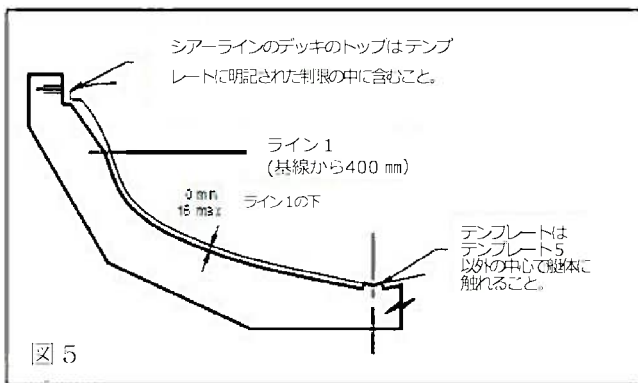 シアーラインのデッキのトップはテンプ
レートに明記された制限の中に含むこと。
ライン1
(基線から400 mm)
0 min
16 max
ライン1の下
テンプレートは
テンプレート5
以外の中心で艇体に
触れること。
図 5